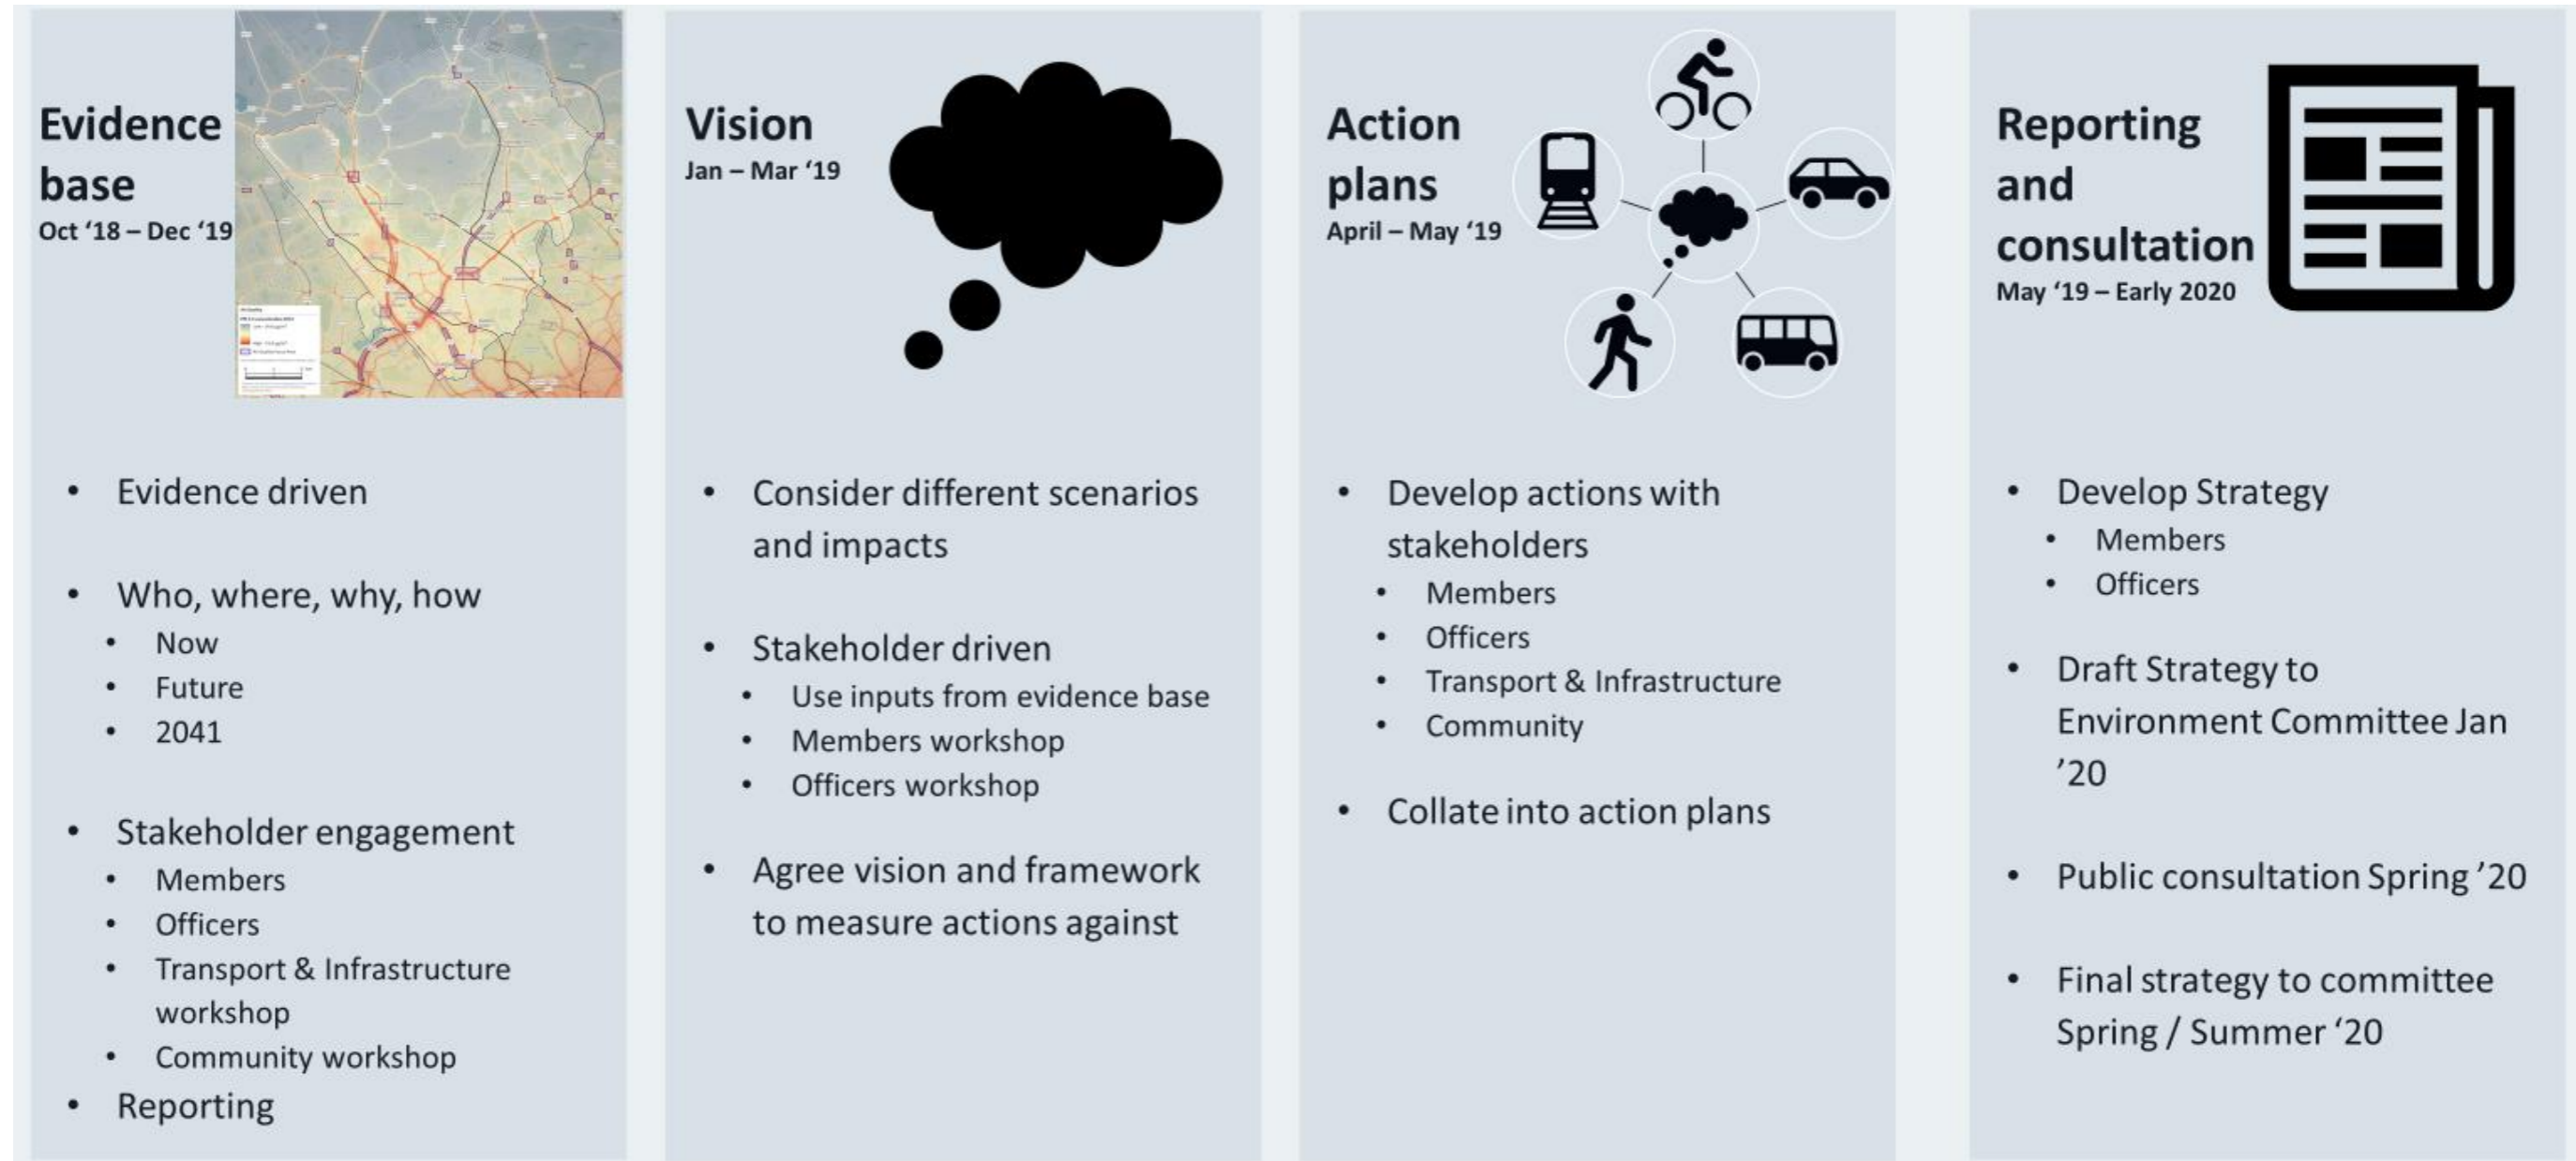 Evidence
base
Oct ‘18 – Dec ‘19
• Evidence driven
• Who, where, why, how
• Now
• Future
• 2041
• Stakeholder engagement
• Members
• Officers
• Transport & Infrastructure
workshop
• Community workshop
• Reporting
Vision
Jan – Mar ‘19
• Consider different scenarios
and impacts
• Stakeholder driven
• Use inputs from evidence base
• Members workshop
• Officers workshop
• Agree vision and framework
to measure actions against
Action
plans
April – May ‘19
• Develop actions with
stakeholders
• Members
• Officers
• Transport & Infrastructure
• Community
• Collate into action plans
Reporting
and
consultation
May ‘19 – Early 2020
• Develop Strategy
• Members
• Officers
• Draft Strategy to
Environment Committee Jan
’20
• Public consultation Spring ’20
• Final strategy to committee
Spring / Summer ‘20